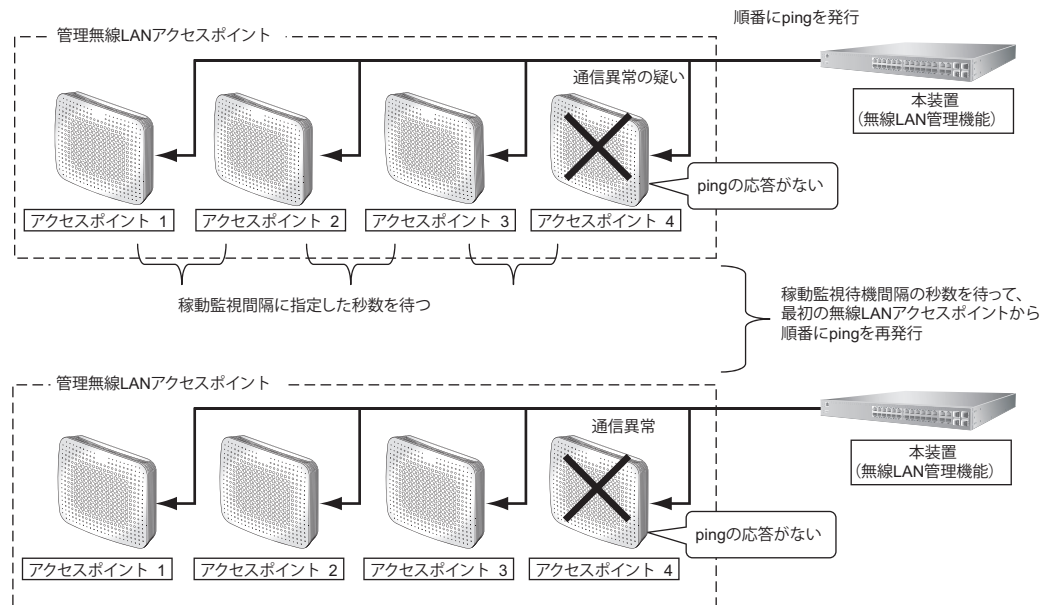 順番にpingを発行
管理無線LANアクセスポイント
通信異常の疑い
本装置
(無線LAN管理機能)
pingの応答がない
アクセスポイント 1
アクセスポイント 2
アクセスポイント 3
アクセスポイント 4
稼動監視間隔に指定した秒数を待つ
稼動監視待機間隔の秒数を待って、
最初の無線LANアクセスポイントから
順番にpingを再発行
管理無線LANアクセスポイント
通信異常
本装置
(無線LAN管理機能)
pingの応答がない
アクセスポイント 1
アクセスポイント 2
アクセスポイント 3
アクセスポイント 4